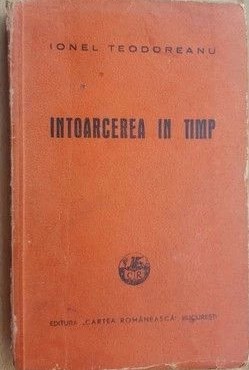 IONEL TEODOREANU
INTOARCEREA IN TIMP
CR
EDITURA „CARTEA ROMÂNEASCĂ" BUCUREŞTI